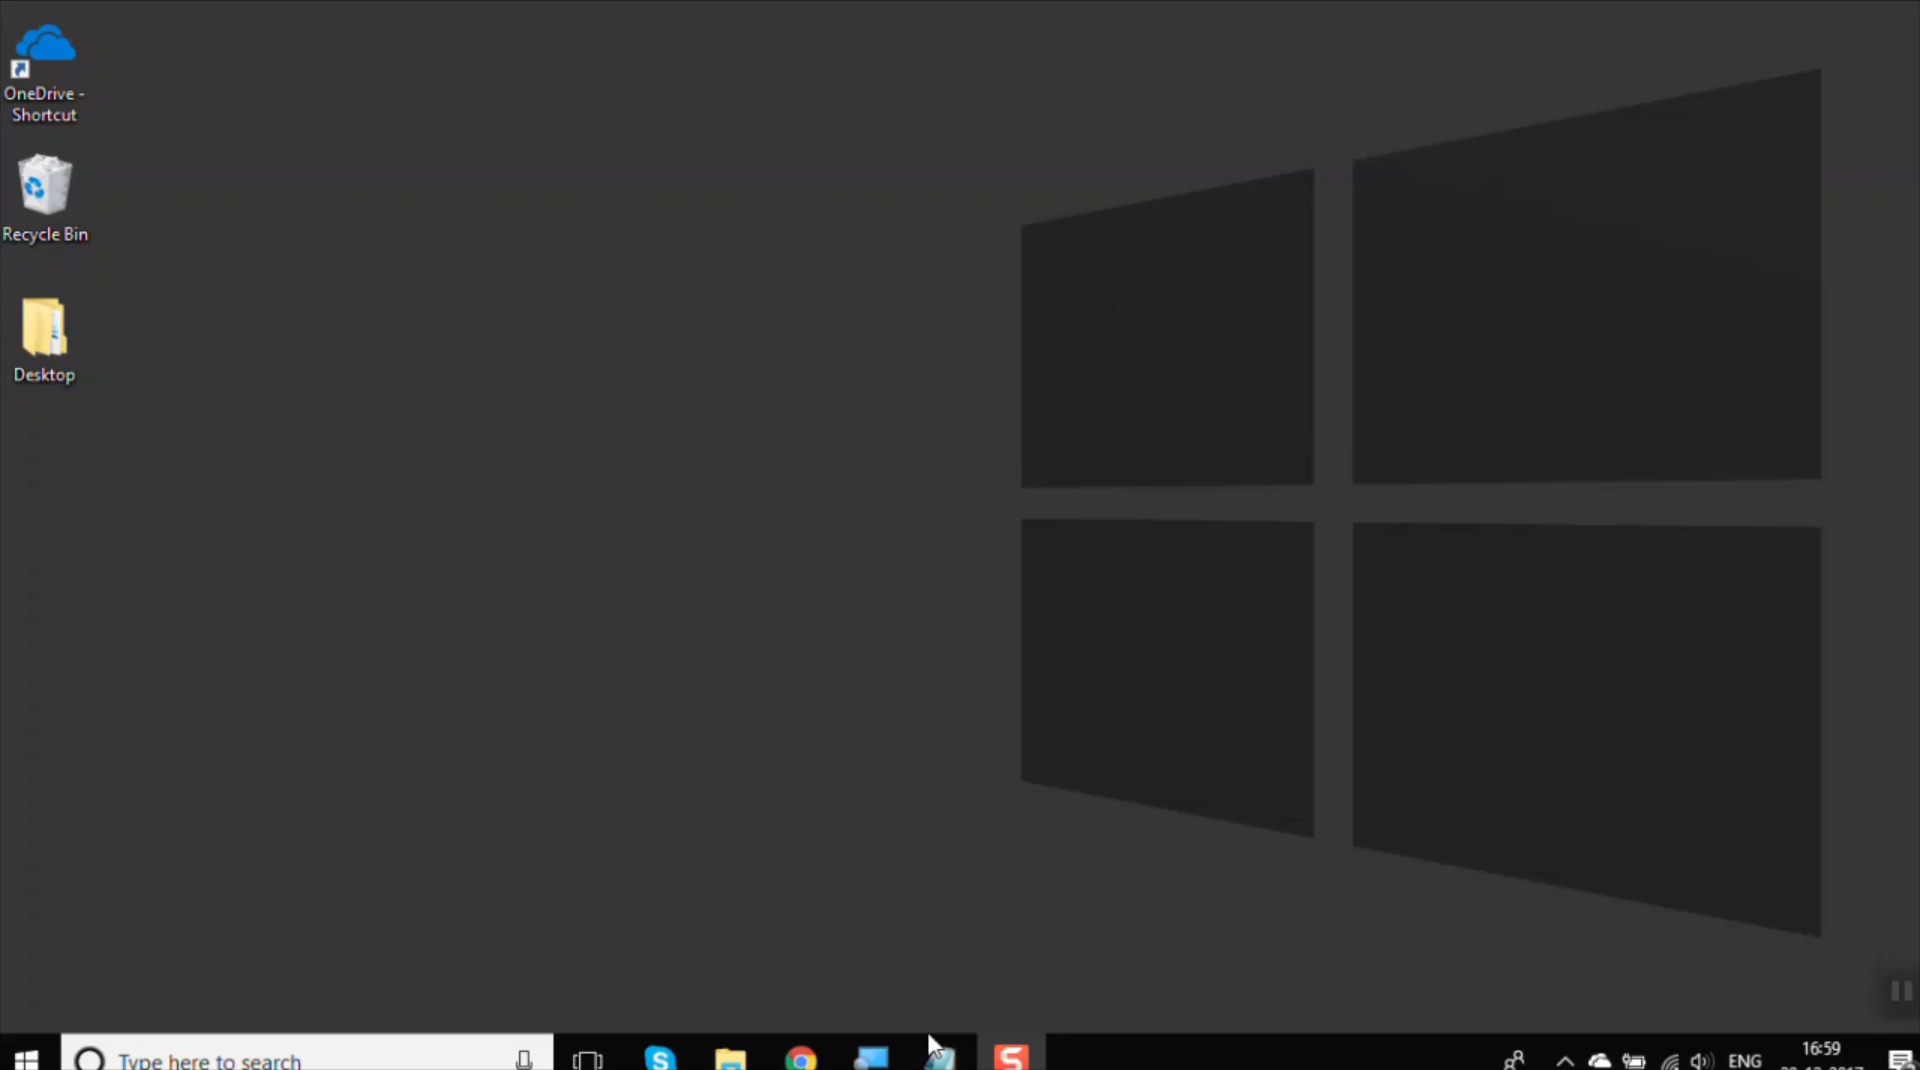 OneDrive -
Shortcut
Recycle Bin
Desktop
Type here to search
ENG
16:59